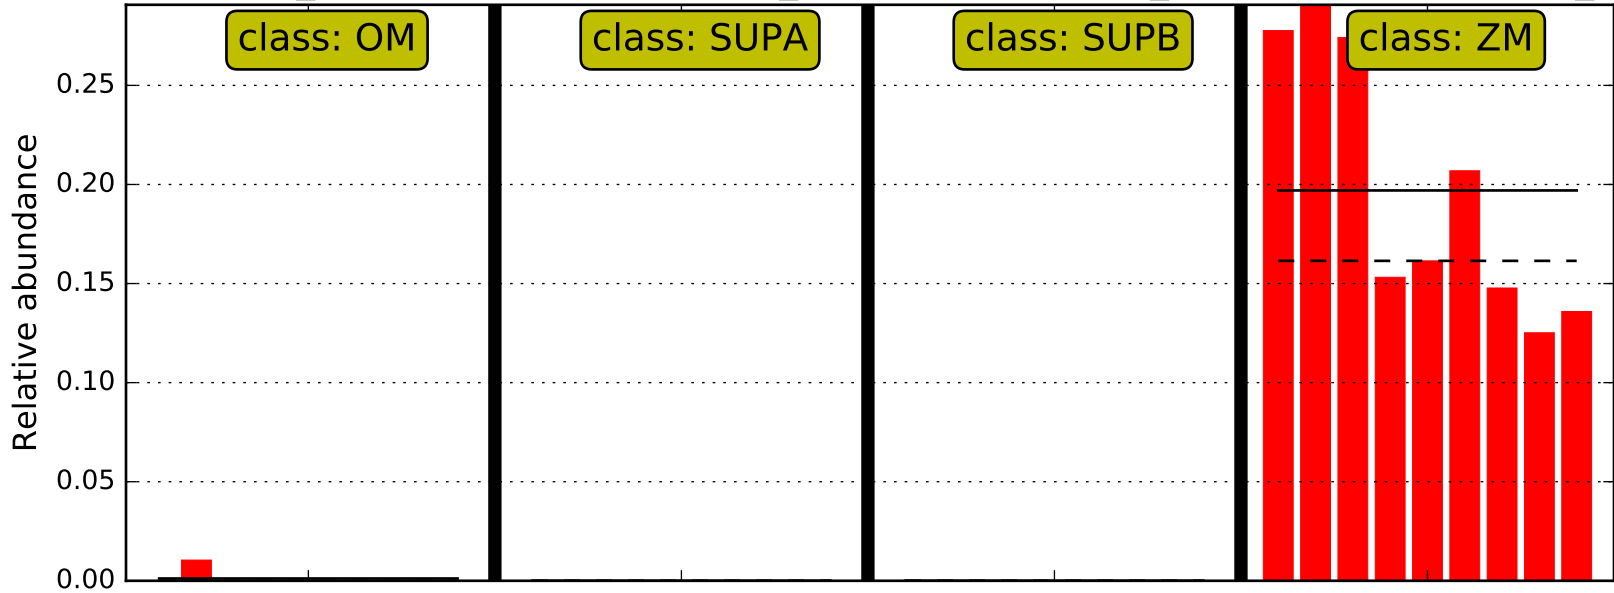 class: OM
class: SUPA
class: SUPB
class: ZM
Relative abundance
0.25
0.20
0.15
0.10
0.05
0.00